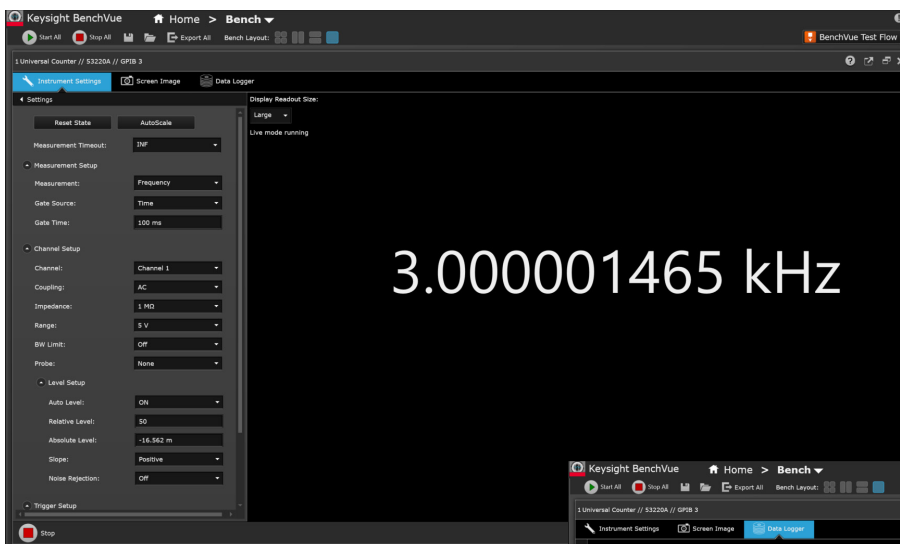 Keysight BenchVue Home > Bench
Start All Stop All Export All Bench Layout: BenchVue Test Flow
1 Universal Counter // 53220A // GPIB 3
Instrument Settings Screen Image Data Logger
Settings
Display Readout Size:
Reset State AutoScale
Large
Live mode running
Measurement Timeout: INF
Measurement Setup
Measurement: Frequency
Gate Source: Time
Gate Time: 100 ms
Channel Setup
Channel: Channel 1
3.000001465 kHz
Coupling: AC
Impedance: 1 MΩ
Range: 5 V
BW Limit: Off
Probe: None
Level Setup
Auto Level: ON
Relative Level: 50
Absolute Level: -16.562 m
Slope: Positive
Noise Rejection: Off
Trigger Setup
Stop
Keysight BenchVue Home > Bench
Start All Stop All Export All Bench Layout:
1 Universal Counter // 53220A // GPIB 3
Instrument Settings Screen Image Data Logger